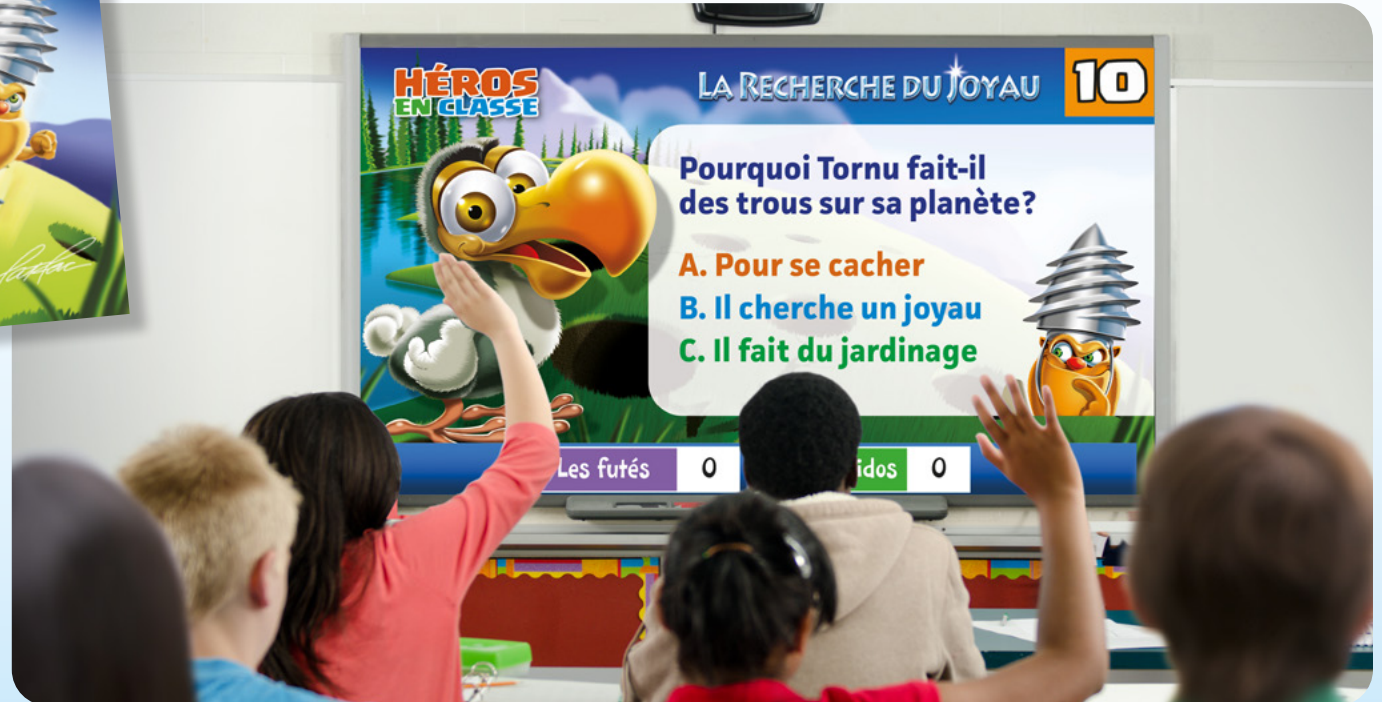 HÉROS
EN CLASSE
LA RECHERCHE DU JOYAU
10
Pourquoi Tornu fait-il
des trous sur sa planète?
A. Pour se cacher
B. Il cherche un joyau
C. Il fait du jardinage
Les futés 0
0